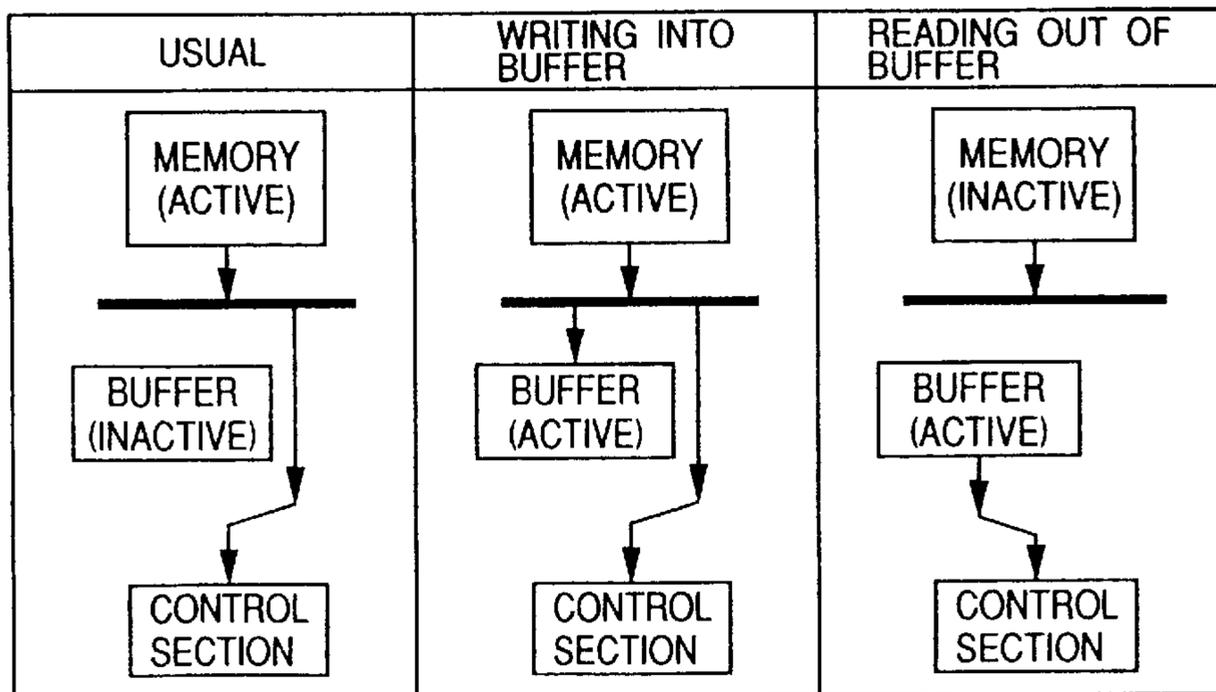 USUAL
WRITING INTO
BUFFER
READING OUT OF
BUFFER
MEMORY
(ACTIVE)
BUFFER
(INACTIVE)
CONTROL
SECTION
MEMORY
(ACTIVE)
BUFFER
(ACTIVE)
CONTROL
SECTION
MEMORY
(INACTIVE)
BUFFER
(ACTIVE)
CONTROL
SECTION